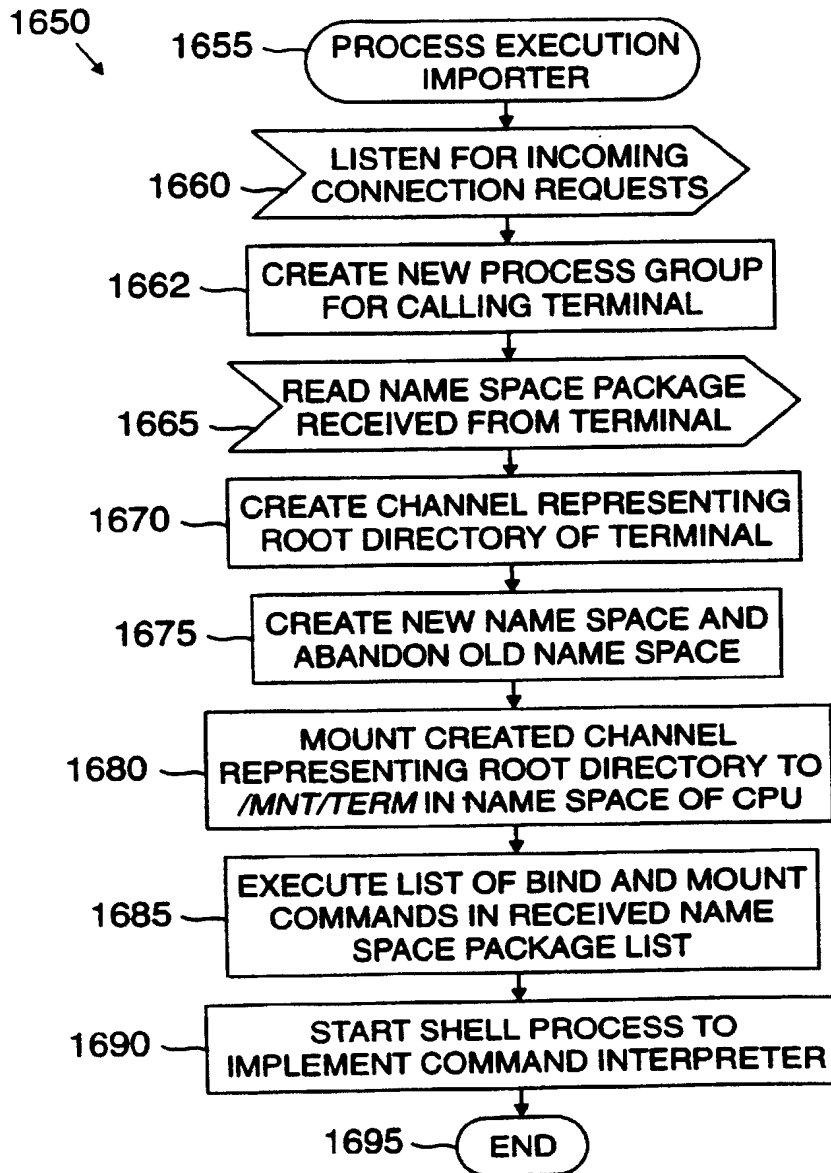 1650
1655
PROCESS EXECUTION
IMPORTER
LISTEN FOR INCOMING
1660
CONNECTION REQUESTS
CREATE NEW PROCESS GROUP
1662
FOR CALLING TERMINAL
READ NAME SPACE PACKAGE
1665
RECEIVED FROM TERMINAL
CREATE CHANNEL REPRESENTING
1670
ROOT DIRECTORY OF TERMINAL
CREATE NEW NAME SPACE AND
1675
ABANDON OLD NAME SPACE
MOUNT CREATED CHANNEL
1680
REPRESENTING ROOT DIRECTORY TO
/MNT/TERM IN NAME SPACE OF CPU
EXECUTE LIST OF BIND AND MOUNT
1685
COMMANDS IN RECEIVED NAME
SPACE PACKAGE LIST
START SHELL PROCESS TO
1690
IMPLEMENT COMMAND INTERPRETER
1695
END